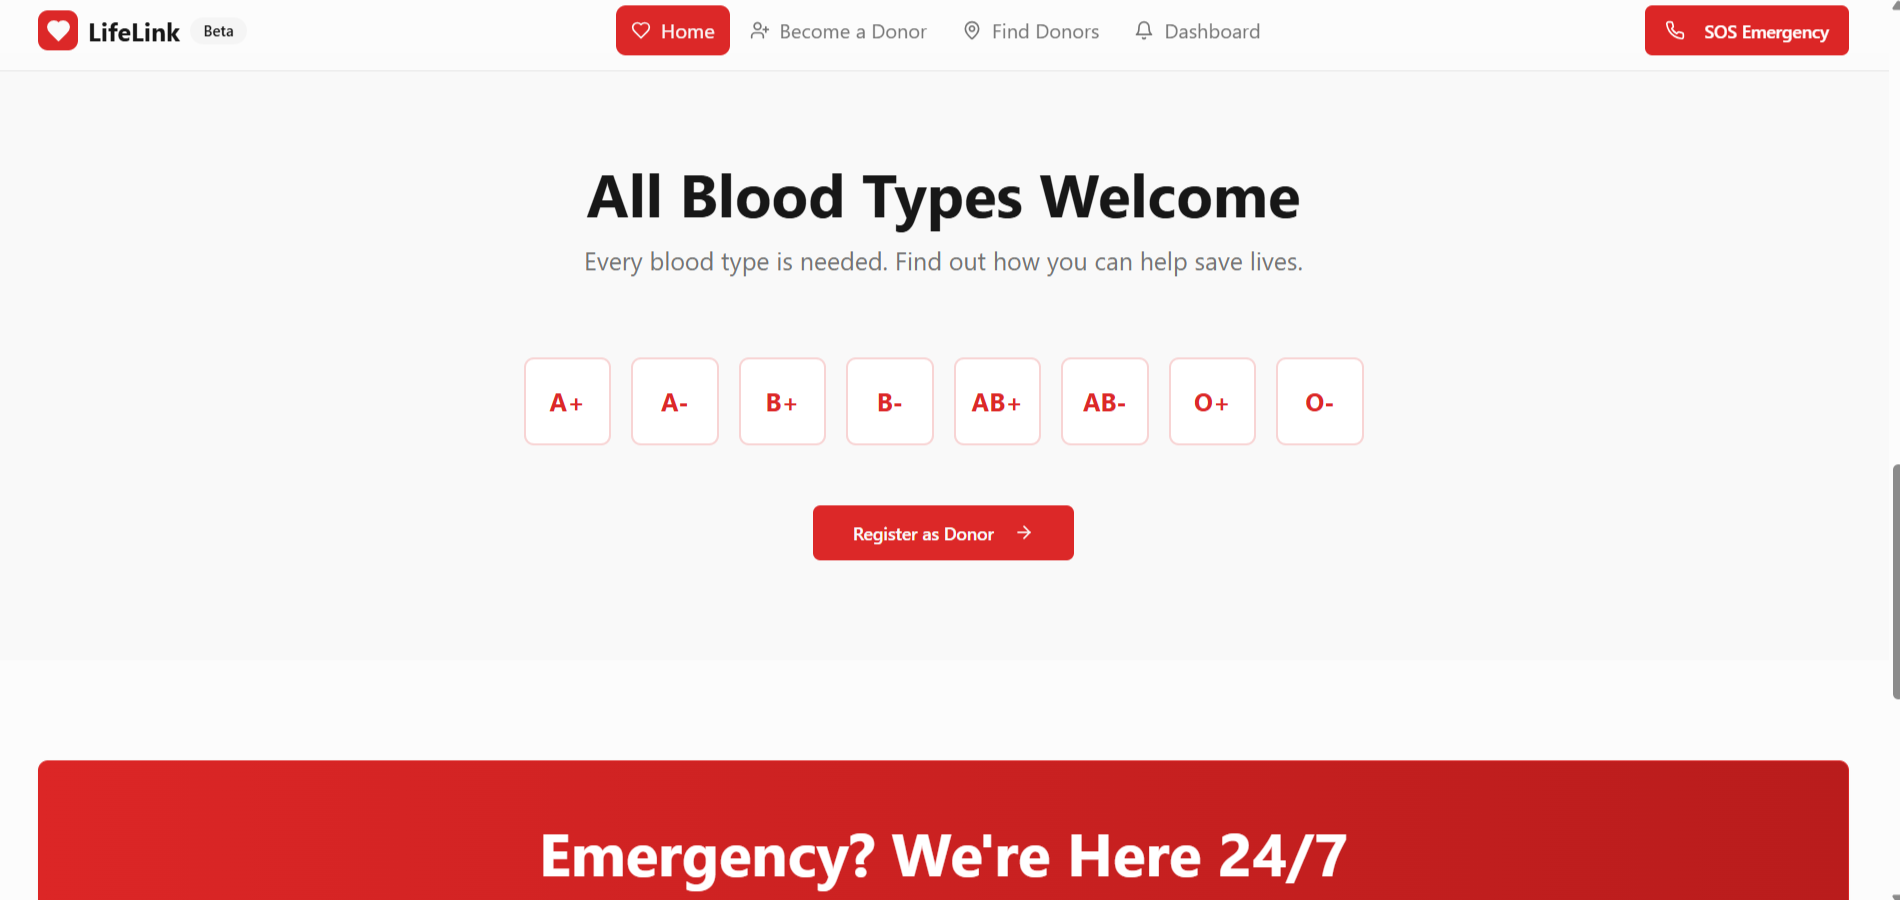 LifeLink Beta
Home Become a Donor Find Donors Dashboard
SOS Emergency
All Blood Types Welcome
Every blood type is needed. Find out how you can help save lives.
A+ A- B+ B- AB+ AB- O+ O-
Register as Donor
Emergency? We're Here 24/7